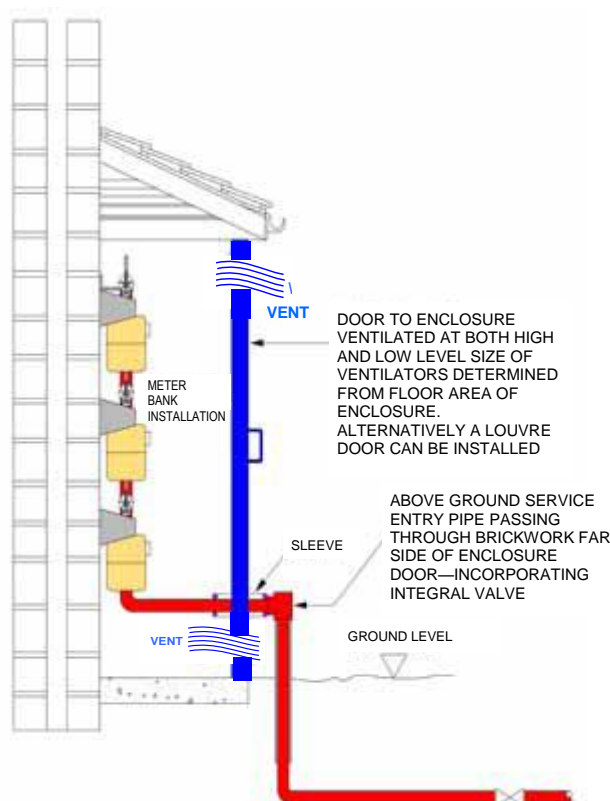 VENT
DOOR TO ENCLOSURE
VENTILATED AT BOTH HIGH
AND LOW LEVEL SIZE OF
VENTILATORS DETERMINED
FROM FLOOR AREA OF
ENCLOSURE.
ALTERNATIVELY A LOUVRE
DOOR CAN BE INSTALLED
METER
BANK
INSTALLATION
ABOVE GROUND SERVICE
ENTRY PIPE PASSING
THROUGH BRICKWORK FAR
SIDE OF ENCLOSURE
DOOR—INCORPORATING
INTEGRAL VALVE
SLEEVE
VENT
GROUND LEVEL